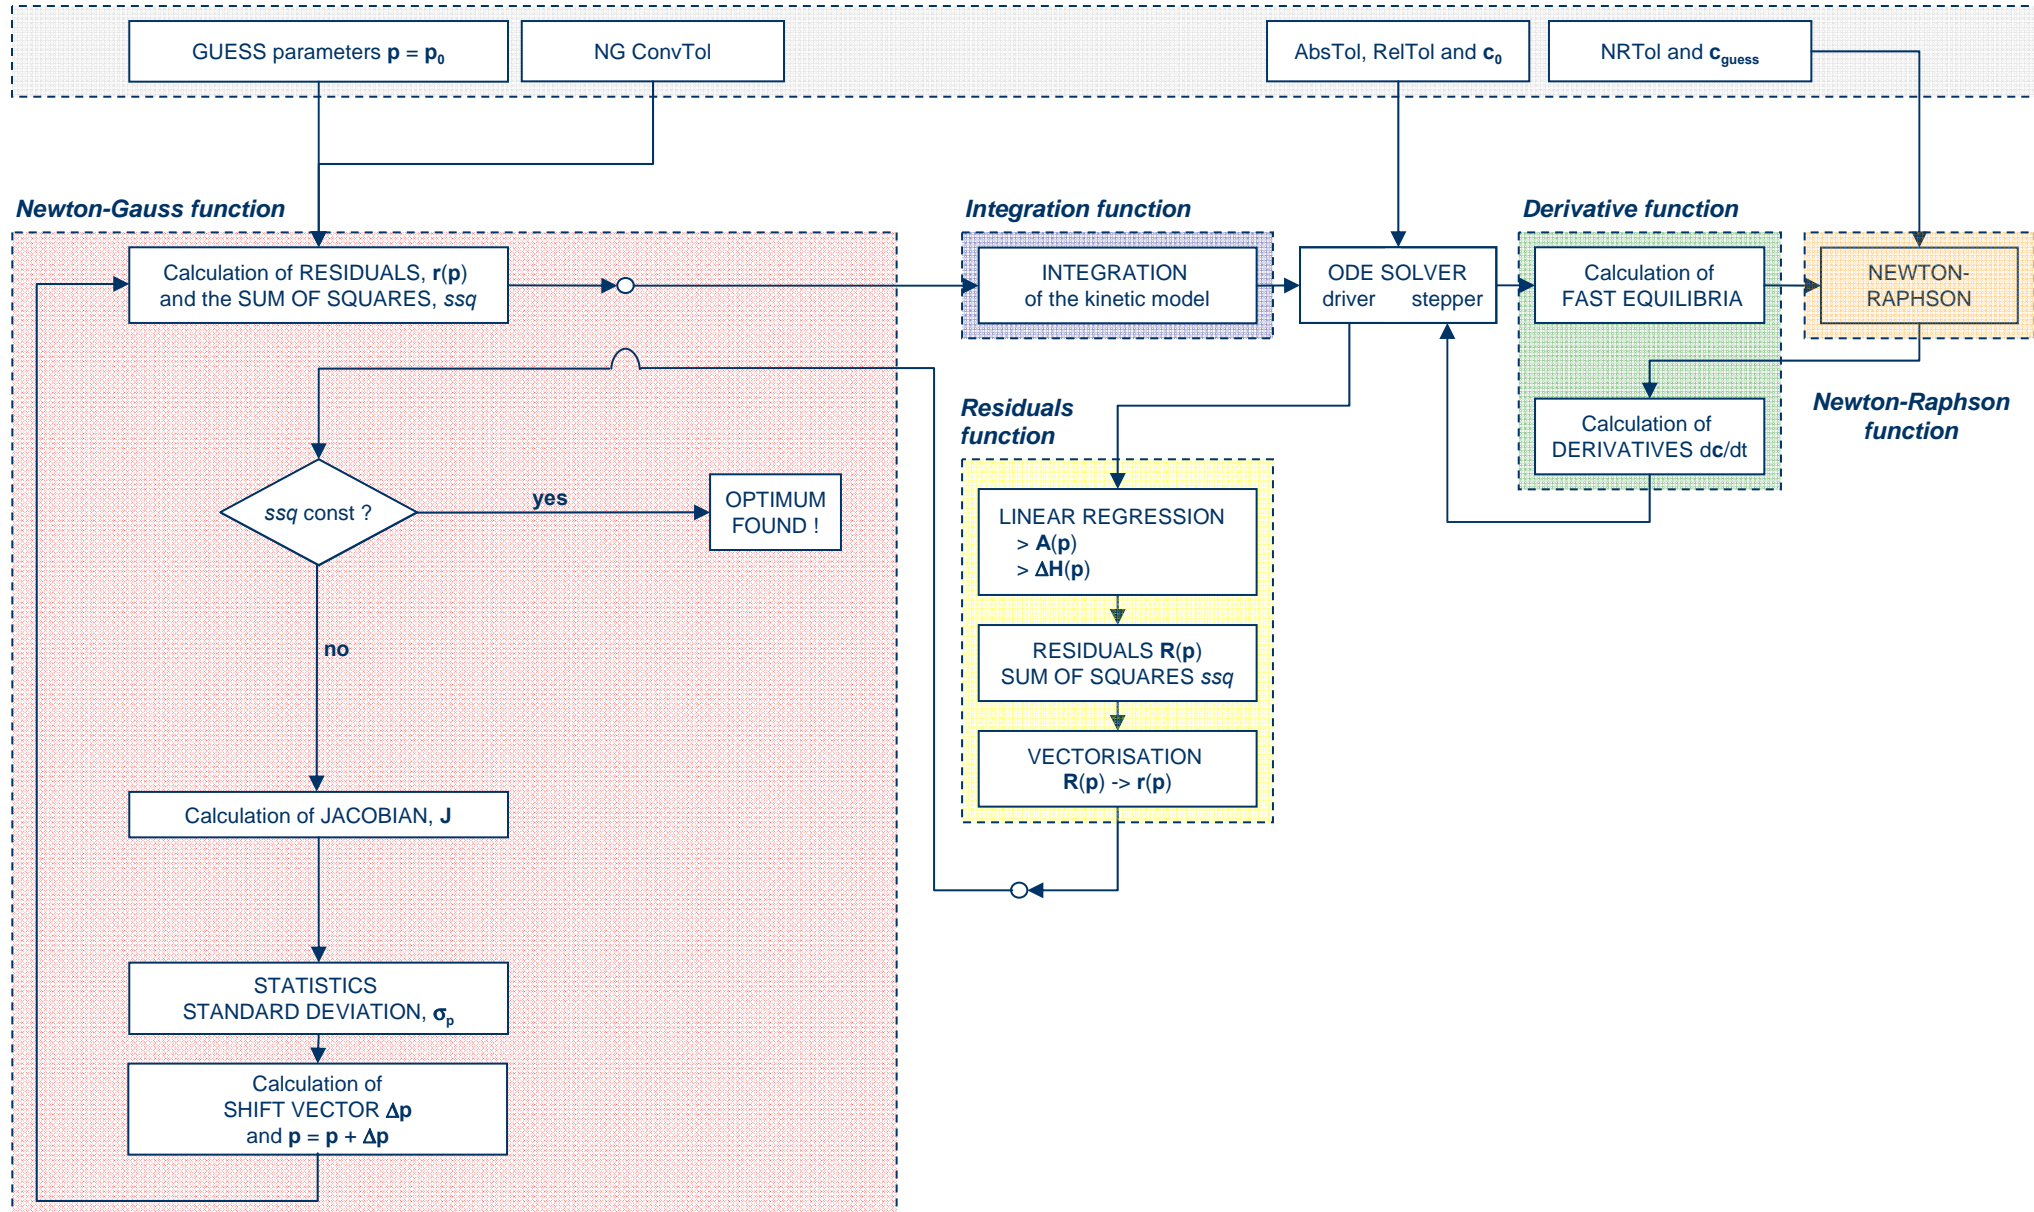 GUESS parameters p = p0
NG ConvTol
AbsTol, RelTol and c0
NRTol and cguess
Newton-Gauss function
Integration function
Derivative function
Calculation of RESIDUALS, r(p)
and the SUM OF SQUARES, ssq
INTEGRATION
of the kinetic model
ODE SOLVER
driver stepper
Calculation of
FAST EQUILIBRIA
NEWTON-
RAPHSON
Newton-Raphson
function
Residuals
function
Calculation of
DERIVATIVES dc/dt
ssq const ?
yes
OPTIMUM
FOUND !
LINEAR REGRESSION
> A(p)
> ΔH(p)
no
RESIDUALS R(p)
SUM OF SQUARES ssq
VECTORISATION
R(p) -> r(p)
Calculation of JACOBIAN, J
STATISTICS
STANDARD DEVIATION, σp
Calculation of
SHIFT VECTOR Δp
and p = p + Δp